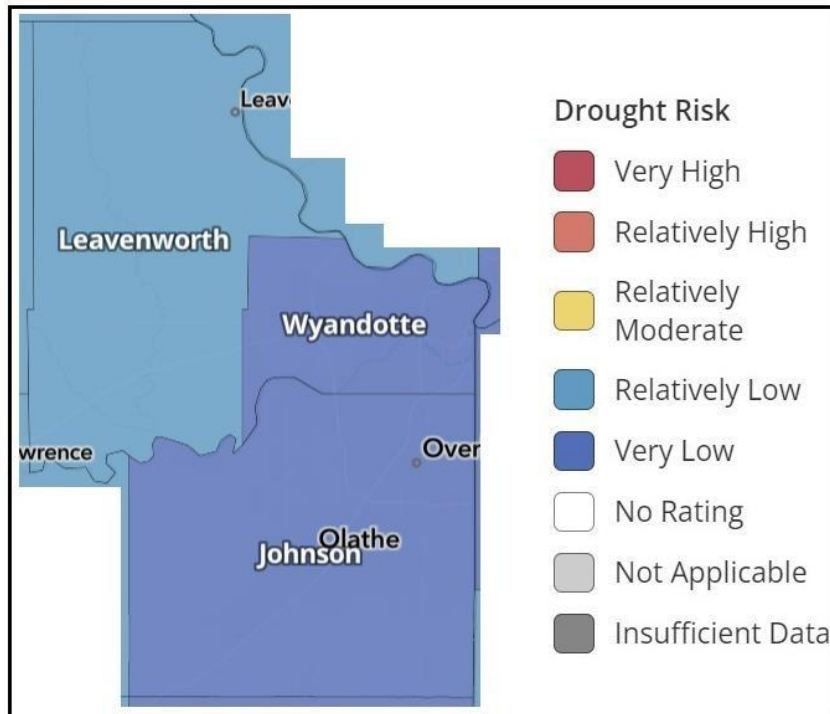 Leav
Leavenworth
Wyandotte
wrence
Over
Olathe
Johnson
Drought Risk
Very High
Relatively High
Relatively
Moderate
Relatively Low
Very Low
No Rating
Not Applicable
Insufficient Data